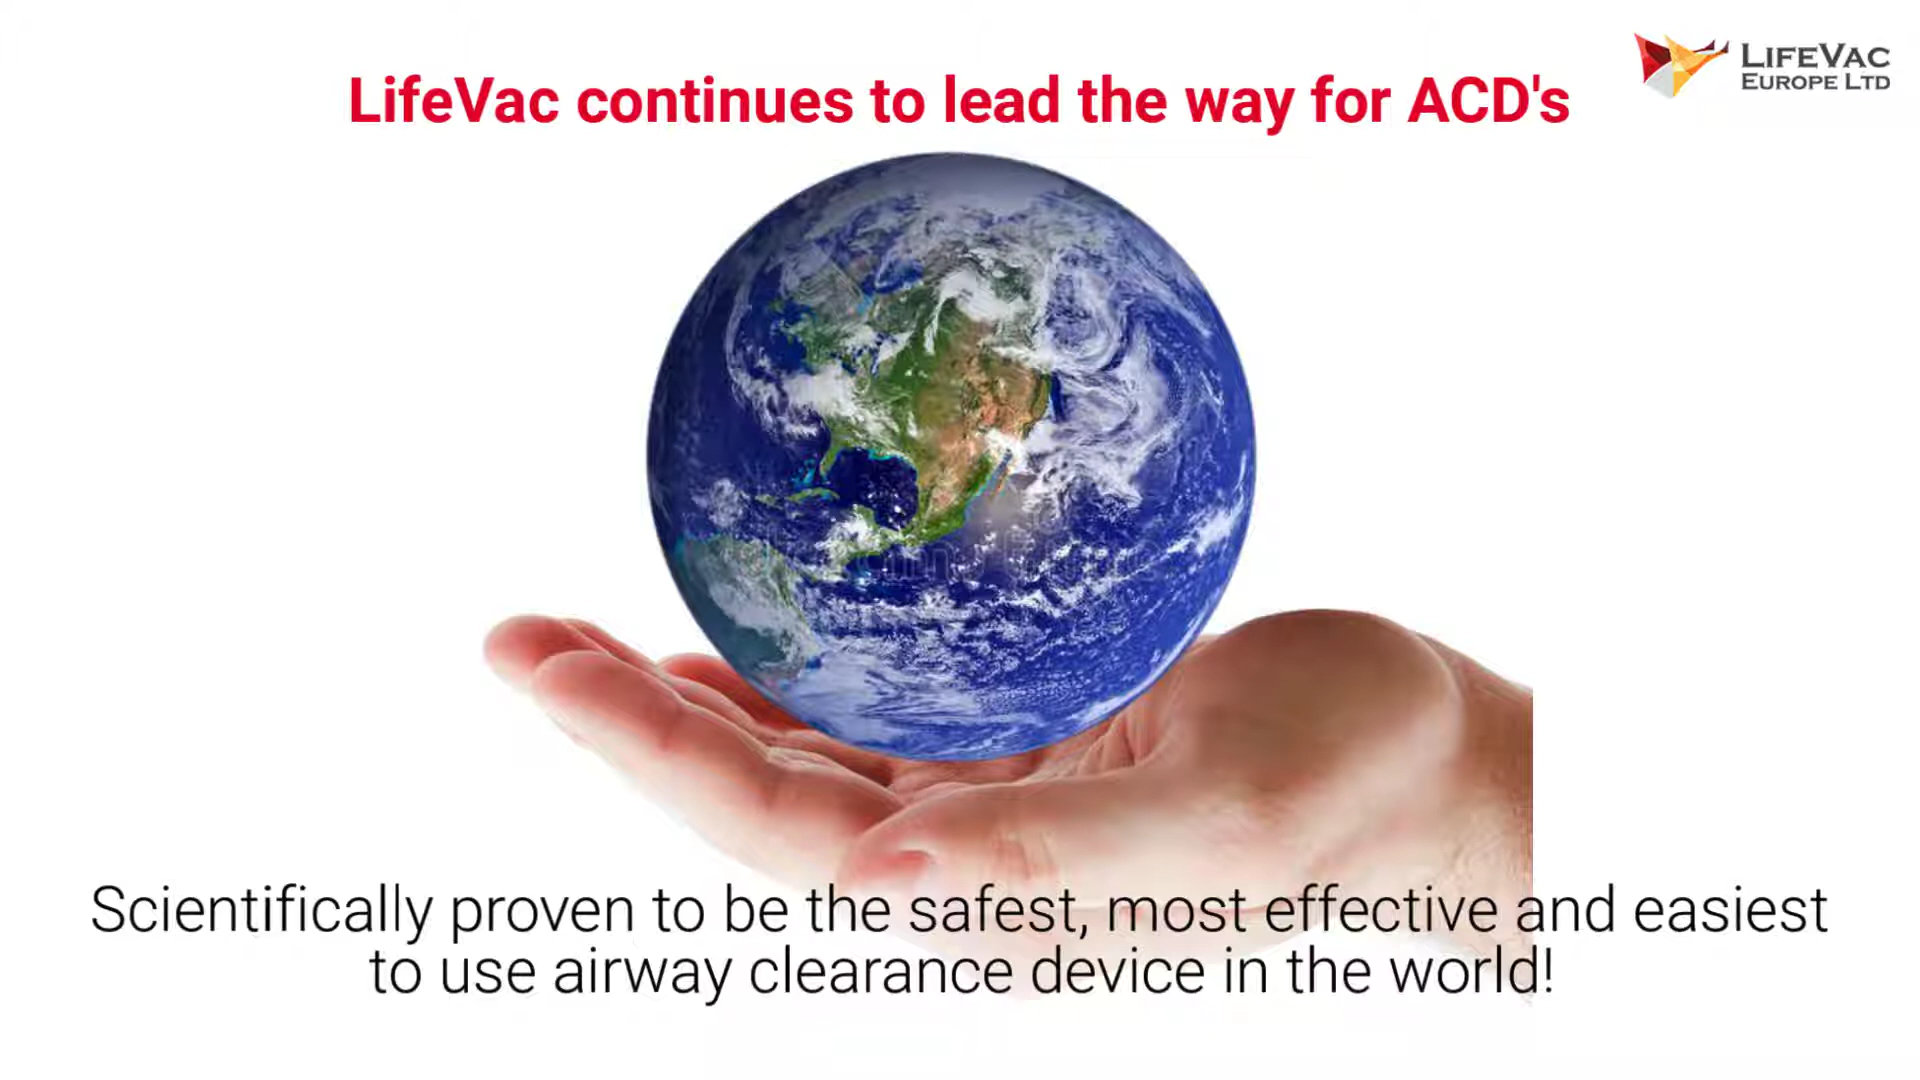 LifeVac continues to lead the way for ACD's
LIFEVAC
EUROPE LTD
Scientifically proven to be the safest, most effective and easiest
to use airway clearance device in the world!